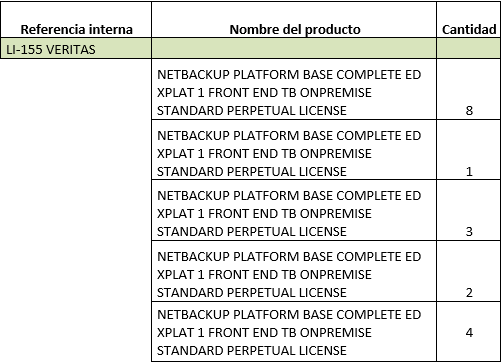 Referencia interna Nombre del producto Cantidad
LI-155 VERITAS
NETBACKUP PLATFORM BASE COMPLETE ED
XPLAT 1 FRONT END TB ONPREMISE
STANDARD PERPETUAL LICENSE 8
NETBACKUP PLATFORM BASE COMPLETE ED
XPLAT 1 FRONT END TB ONPREMISE
STANDARD PERPETUAL LICENSE 1
NETBACKUP PLATFORM BASE COMPLETE ED
XPLAT 1 FRONT END TB ONPREMISE
STANDARD PERPETUAL LICENSE 3
NETBACKUP PLATFORM BASE COMPLETE ED
XPLAT 1 FRONT END TB ONPREMISE
STANDARD PERPETUAL LICENSE 2
NETBACKUP PLATFORM BASE COMPLETE ED
XPLAT 1 FRONT END TB ONPREMISE 4
STANDARD PERPETUAL LICENSE